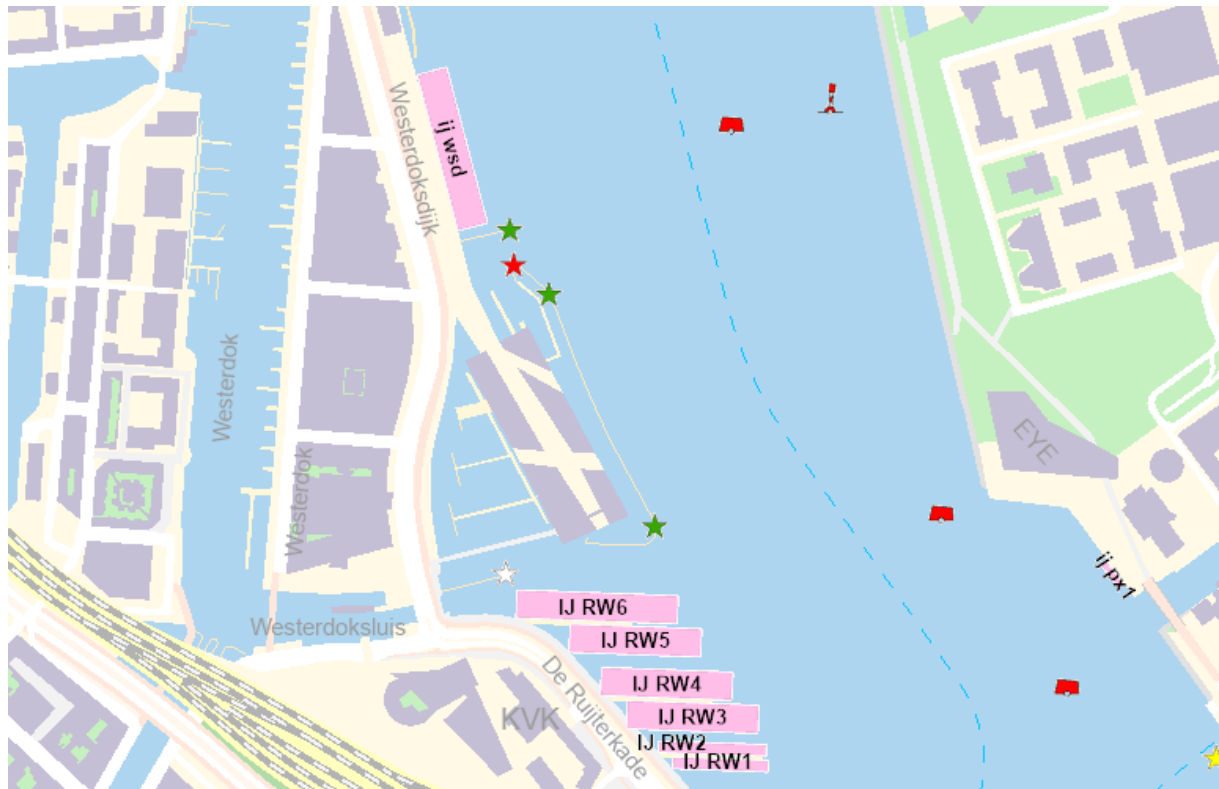 ij wsd
Westerdoksdijk
Westerdok
Westerdok
EYE
ij px1
IJ RW6
Westerdoksluis
IJ RW5
IJ RW4
De Ruijterkade
KVK
IJ RW3
IJ RW2
IJ RW1